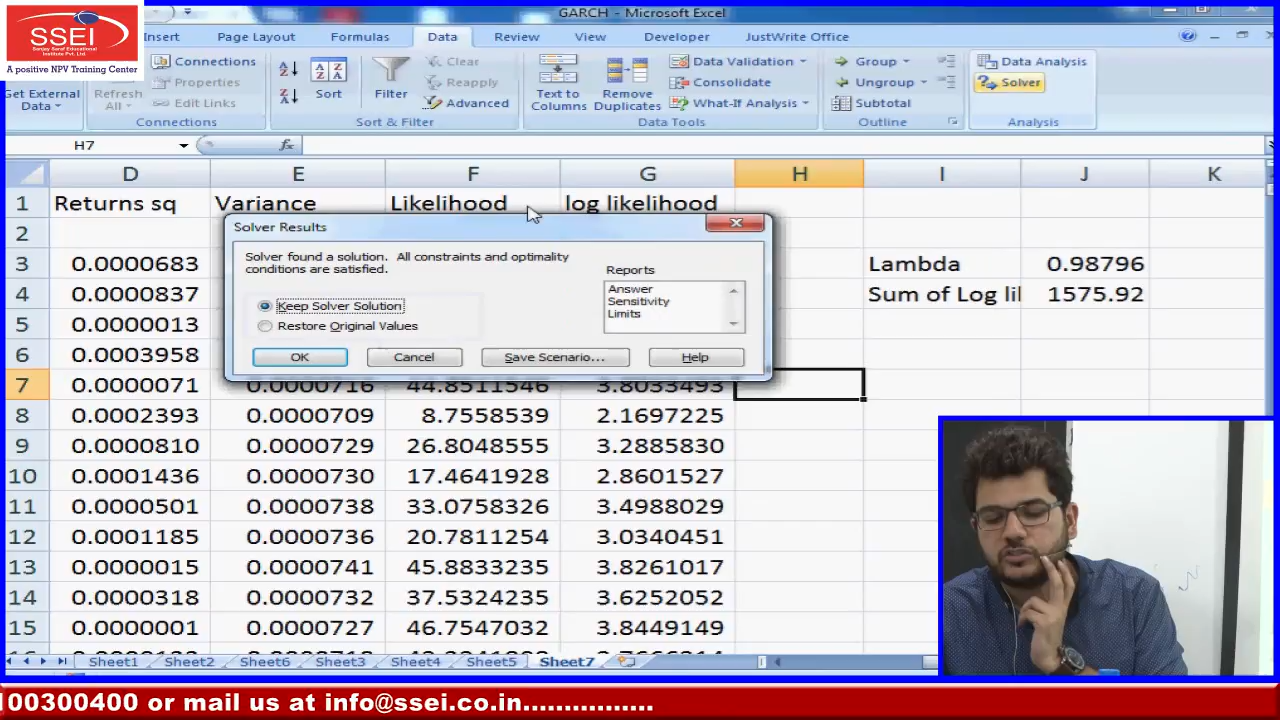 SSEI
Sanjay Saraf Educational
Institute Pvt. Ltd.
A positive NPV Training Center
GARCH - Microsoft Excel
Insert Page Layout Formulas Data Review View Developer JustWrite Office
Get External Data
Refresh All
Connections
Properties
Edit Links
Connections
Sort
Filter
Clear
Reapply
Advanced
Sort & Filter
Text to Columns
Remove Duplicates
Data Validation
Consolidate
What-If Analysis
Data Tools
Group
Ungroup
Subtotal
Outline
Data Analysis
Solver
Analysis
H7 fx
D E F G H I J K
1 Returns sq Variance Likelihood log likelihood
2
3 0.0000683 Lambda 0.98796
4 0.0000837 Sum of Log li 1575.92
5 0.0000013
6 0.0003958
7 0.0000071 0.0000716 44.8511546 3.8033493
8 0.0002393 0.0000709 8.7558539 2.1697225
9 0.0000810 0.0000729 26.8048555 3.2885830
10 0.0001436 0.0000730 17.4641928 2.8601527
11 0.0000501 0.0000738 33.0758326 3.4988029
12 0.0001185 0.0000736 20.7811254 3.0340451
13 0.0000015 0.0000741 45.8833235 3.8261017
14 0.0000318 0.0000732 37.5324235 3.6252052
15 0.0000001 0.0000727 46.7547032 3.8449149
Solver Results
Solver found a solution. All constraints and optimality
conditions are satisfied.
Reports
Answer
Sensitivity
Limits
Keep Solver Solution
Restore Original Values
OK Cancel Save Scenario... Help
Sheet1 Sheet2 Sheet6 Sheet3 Sheet4 Sheet5 Sheet7
00300400 or mail us at info@ssei.co.in...............